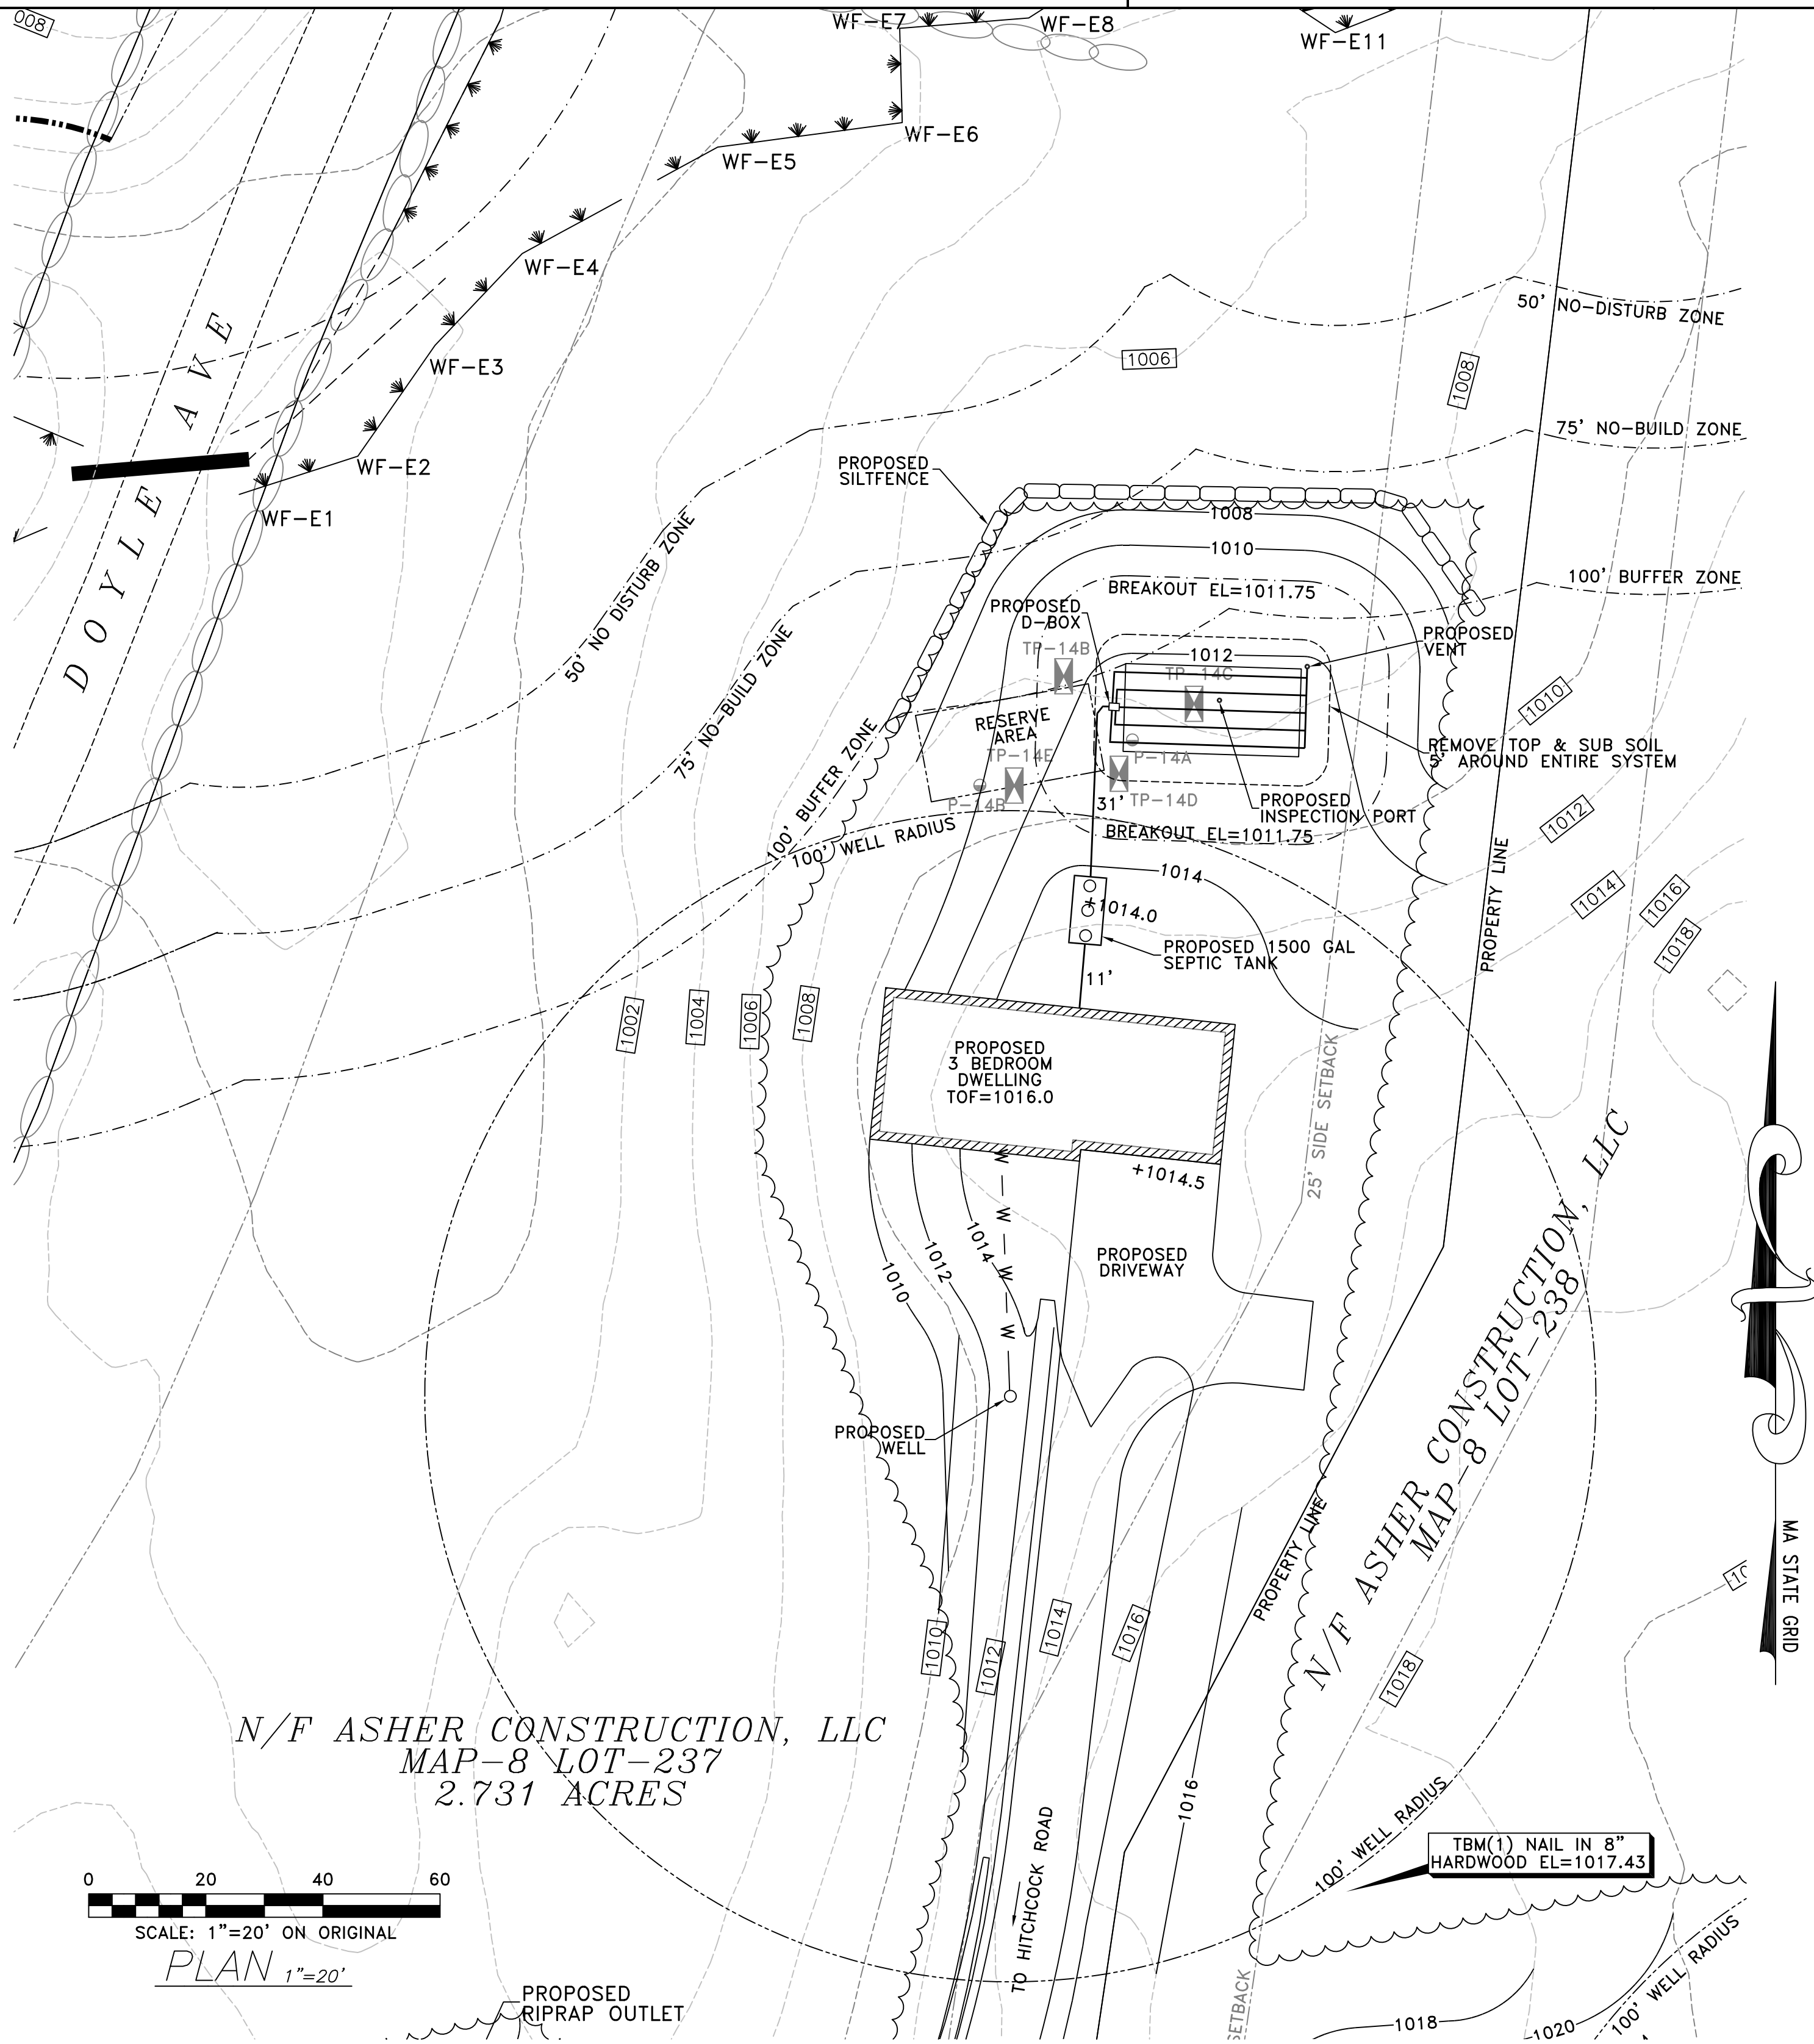 008
WF-E7
WF-E8
WF-E11
WF-E6
WF-E5
WF-E4
WF-E3
WF-E2
WF-E1
DOYLE AVE
50' NO-DISTURB ZONE
1006
1008
75' NO-BUILD ZONE
PROPOSED
SILTFENCE
1008
1010
100' BUFFER ZONE
BREAKOUT EL=1011.75
PROPOSED
D-BOX
PROPOSED
VENT
50' NO DISTURB ZONE
75' NO-BUILD ZONE
100' BUFFER ZONE
TP-14B
1012
TP-14C
1010
RESERVE
AREA
TP-14E
P-14A
REMOVE TOP & SUB SOIL
5' AROUND ENTIRE SYSTEM
P-14B
31'
TP-14D
PROPOSED
INSPECTION PORT
1012
100' WELL RADIUS
BREAKOUT EL=1011.75
1014
PROPERTY LINE
1014
1016
1018
+1014.0
PROPOSED 1500 GAL
SEPTIC TANK
11'
1002
1004
1006
1008
PROPOSED
3 BEDROOM
DWELLING
TOF=1016.0
25' SIDE SETBACK
+1014.5
W
W
W
W
1010
1012
1014
PROPOSED
DRIVEWAY
N/F ASHER CONSTRUCTION, LLC
MAP-8 LOT-238
PROPOSED
WELL
PROPERTY LINE
MA STATE GRID
10
1010
1012
1014
1016
1018
N/F ASHER CONSTRUCTION, LLC
MAP-8 LOT-237
2.731 ACRES
1016
TO HITCHCOCK ROAD
100' WELL RADIUS
TBM(1) NAIL IN 8"
HARDWOOD EL=1017.43
0 20 40 60
SCALE: 1"=20' ON ORIGINAL
PLAN 1"=20'
PROPOSED
RIPRAP OUTLET
SETBACK
1018
1020
100' WELL RADIUS